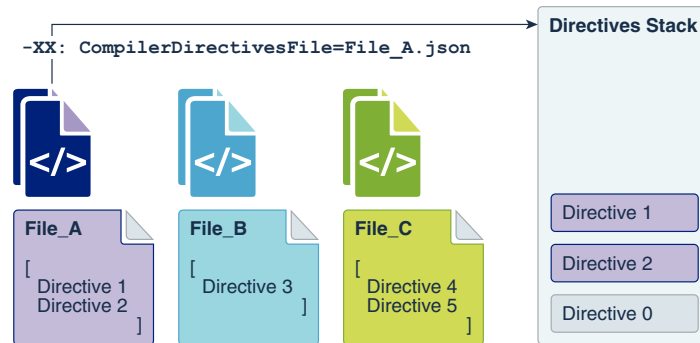 Directives Stack
-XX: CompilerDirectivesFile=File_A.json
</>
</>
</>
File_A
[
Directive 1
Directive 2
]
File_B
[
Directive 3
]
File_C
[
Directive 4
Directive 5
]
Directive 1
Directive 2
Directive 0